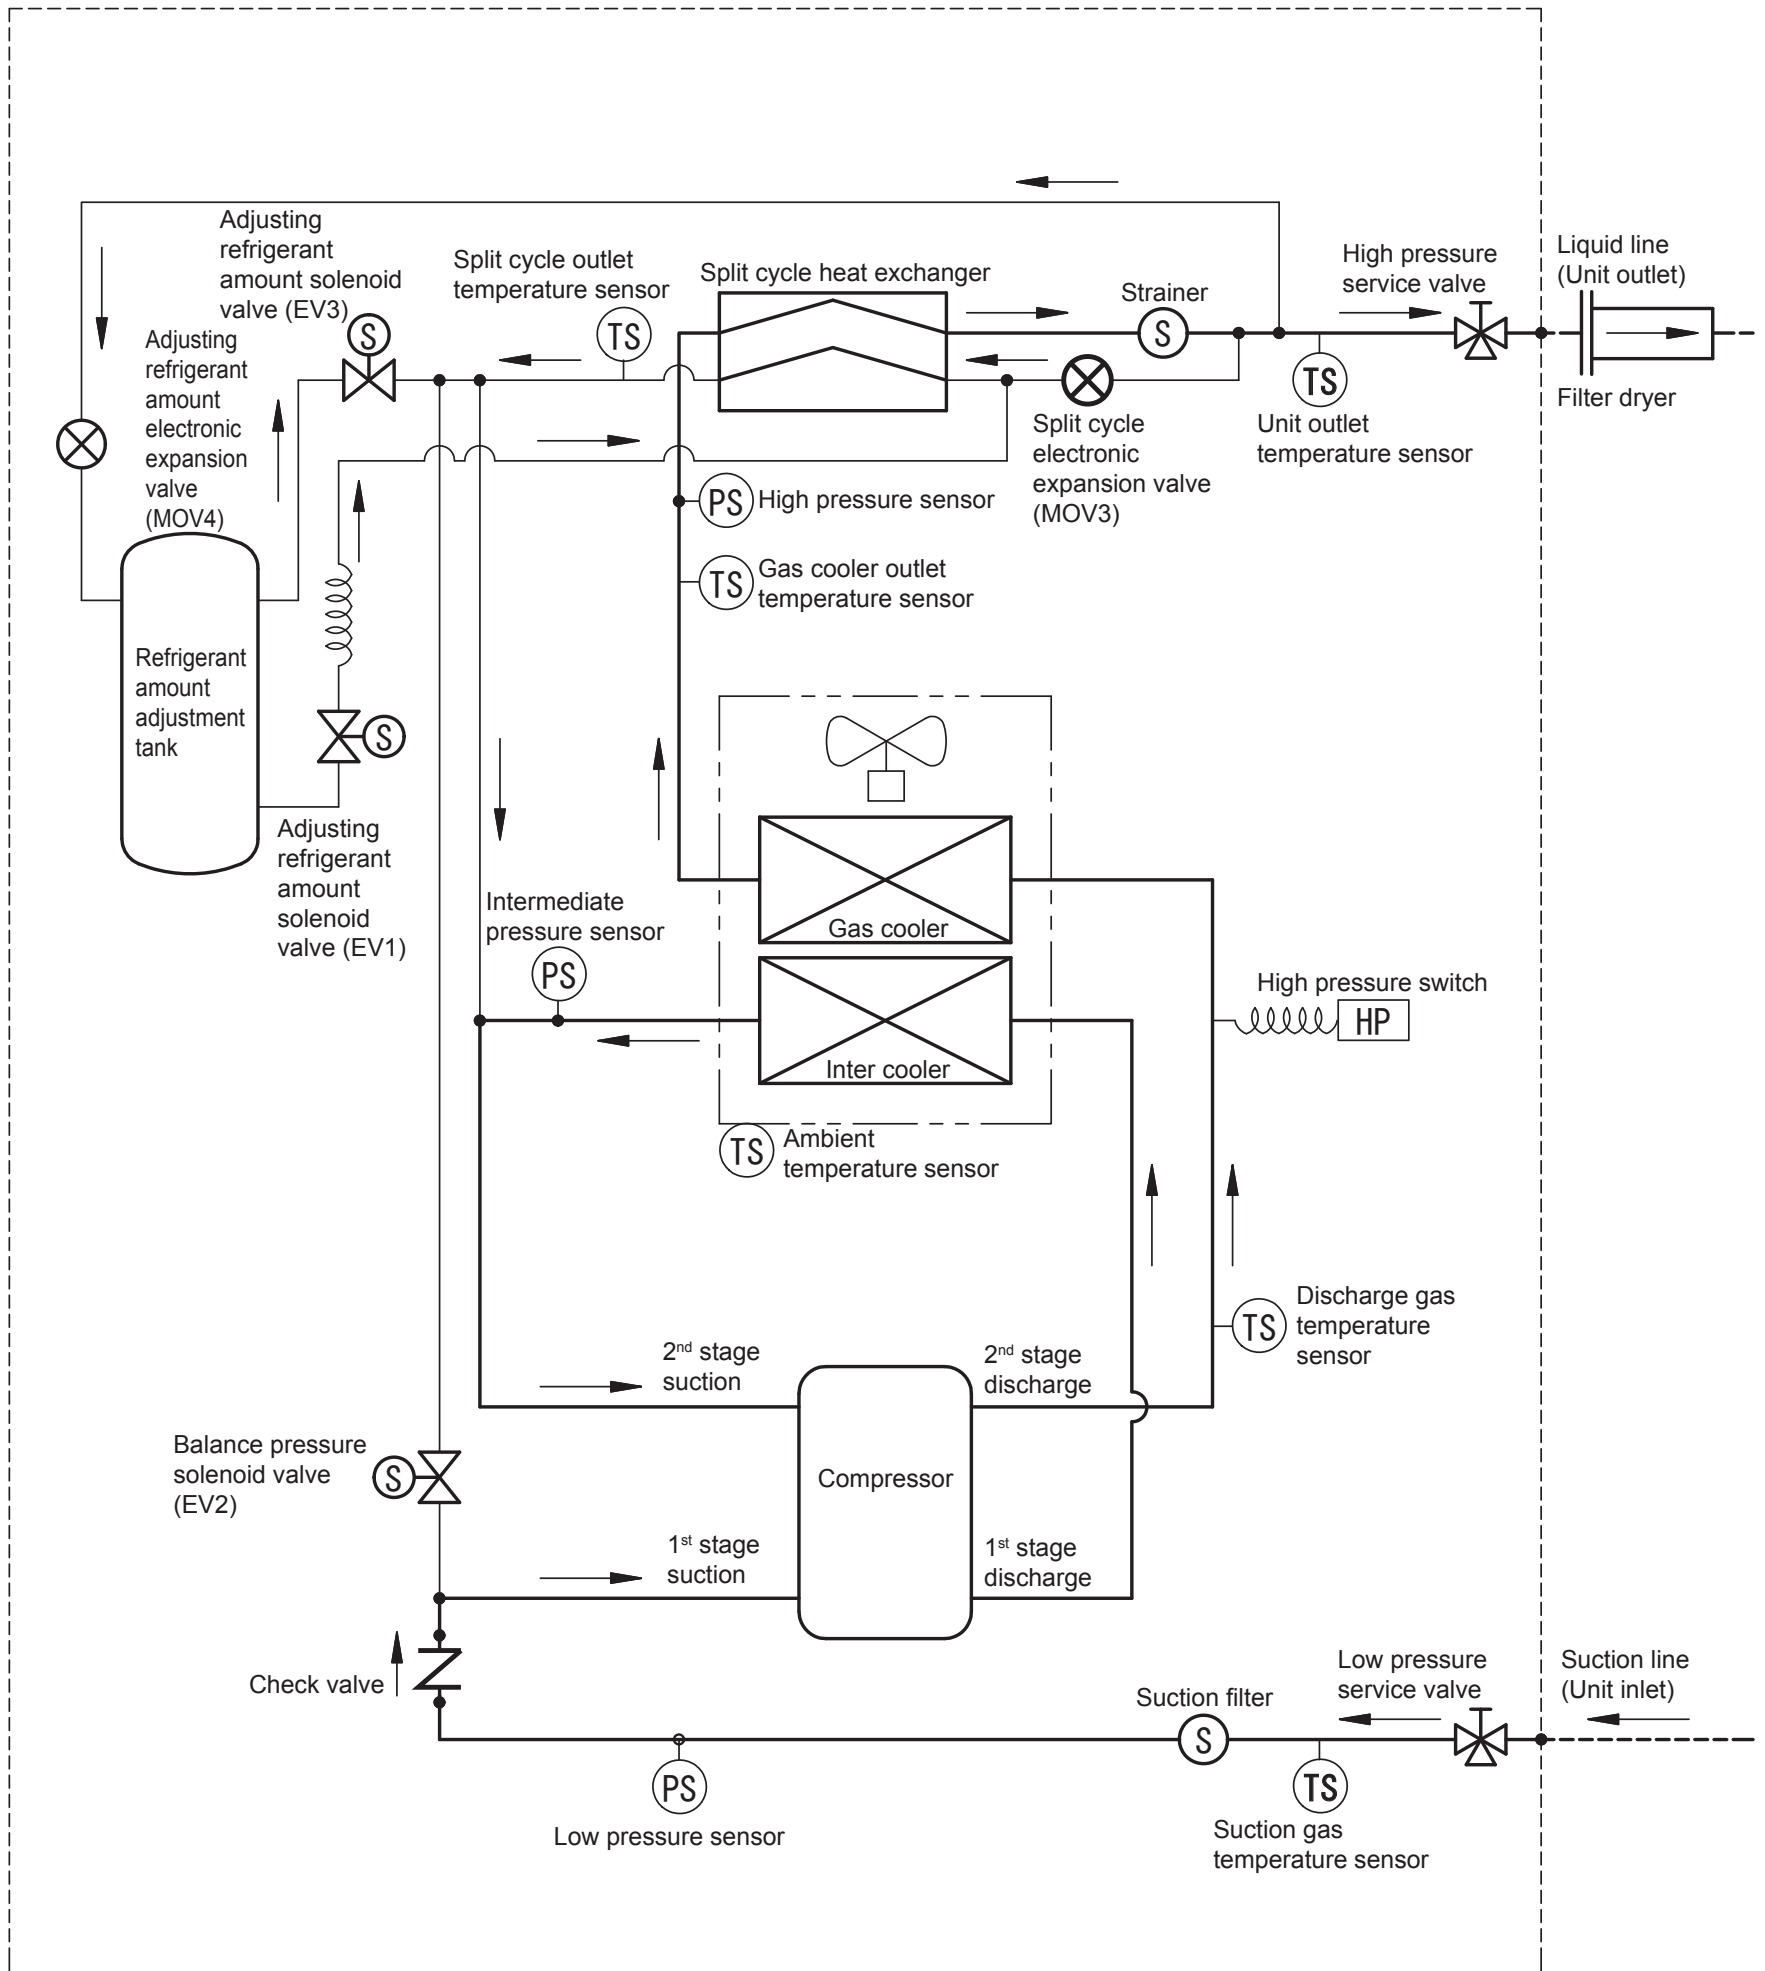 Adjusting
refrigerant
amount solenoid
valve (EV3)
S
Split cycle outlet
temperature sensor
TS
Split cycle heat exchanger
Strainer
S
High pressure
service valve
Liquid line
(Unit outlet)
Filter dryer
Adjusting
refrigerant
amount
electronic
expansion
valve
(MOV4)
TS
Unit outlet
temperature sensor
Split cycle
electronic
expansion valve
(MOV3)
PS
High pressure sensor
TS
Gas cooler outlet
temperature sensor
Refrigerant
amount
adjustment
tank
S
Adjusting
refrigerant
amount
solenoid
valve (EV1)
Intermediate
pressure sensor
PS
Gas cooler
Inter cooler
High pressure switch
HP
TS
Ambient
temperature sensor
TS
Discharge gas
temperature
sensor
2nd stage
suction
2nd stage
discharge
Balance pressure
solenoid valve
(EV2)
S
Compressor
1st stage
suction
1st stage
discharge
Check valve
Suction filter
S
Low pressure
service valve
Suction line
(Unit inlet)
PS
Low pressure sensor
TS
Suction gas
temperature sensor